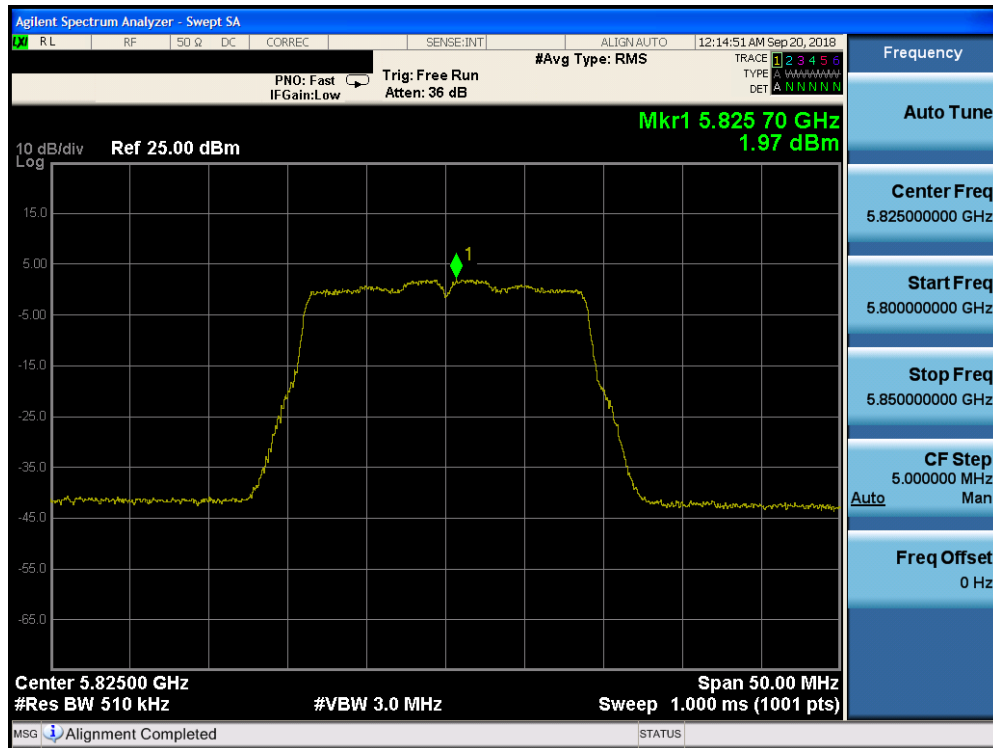 Agilent Spectrum Analyzer - Swept SA
LXI RL RF 50 Ω DC CORREC SENSE:INT ALIGN AUTO 12:14:51 AM Sep 20, 2018
#Avg Type: RMS TRACE 1 2 3 4 5 6
PNO: Fast Trig: Free Run TYPE A WWWWW
IFGain:Low Atten: 36 dB DET A N N N N N
Mkr1 5.825 70 GHz
1.97 dBm
10 dB/div Ref 25.00 dBm
Log
15.0
5.00
-5.00
-15.0
-25.0
-35.0
-45.0
-55.0
-65.0
1
Center 5.82500 GHz Span 50.00 MHz
#Res BW 510 kHz #VBW 3.0 MHz Sweep 1.000 ms (1001 pts)
MSG Alignment Completed STATUS
Frequency
Auto Tune
Center Freq
5.825000000 GHz
Start Freq
5.800000000 GHz
Stop Freq
5.850000000 GHz
CF Step
5.000000 MHz
Auto Man
Freq Offset
0 Hz